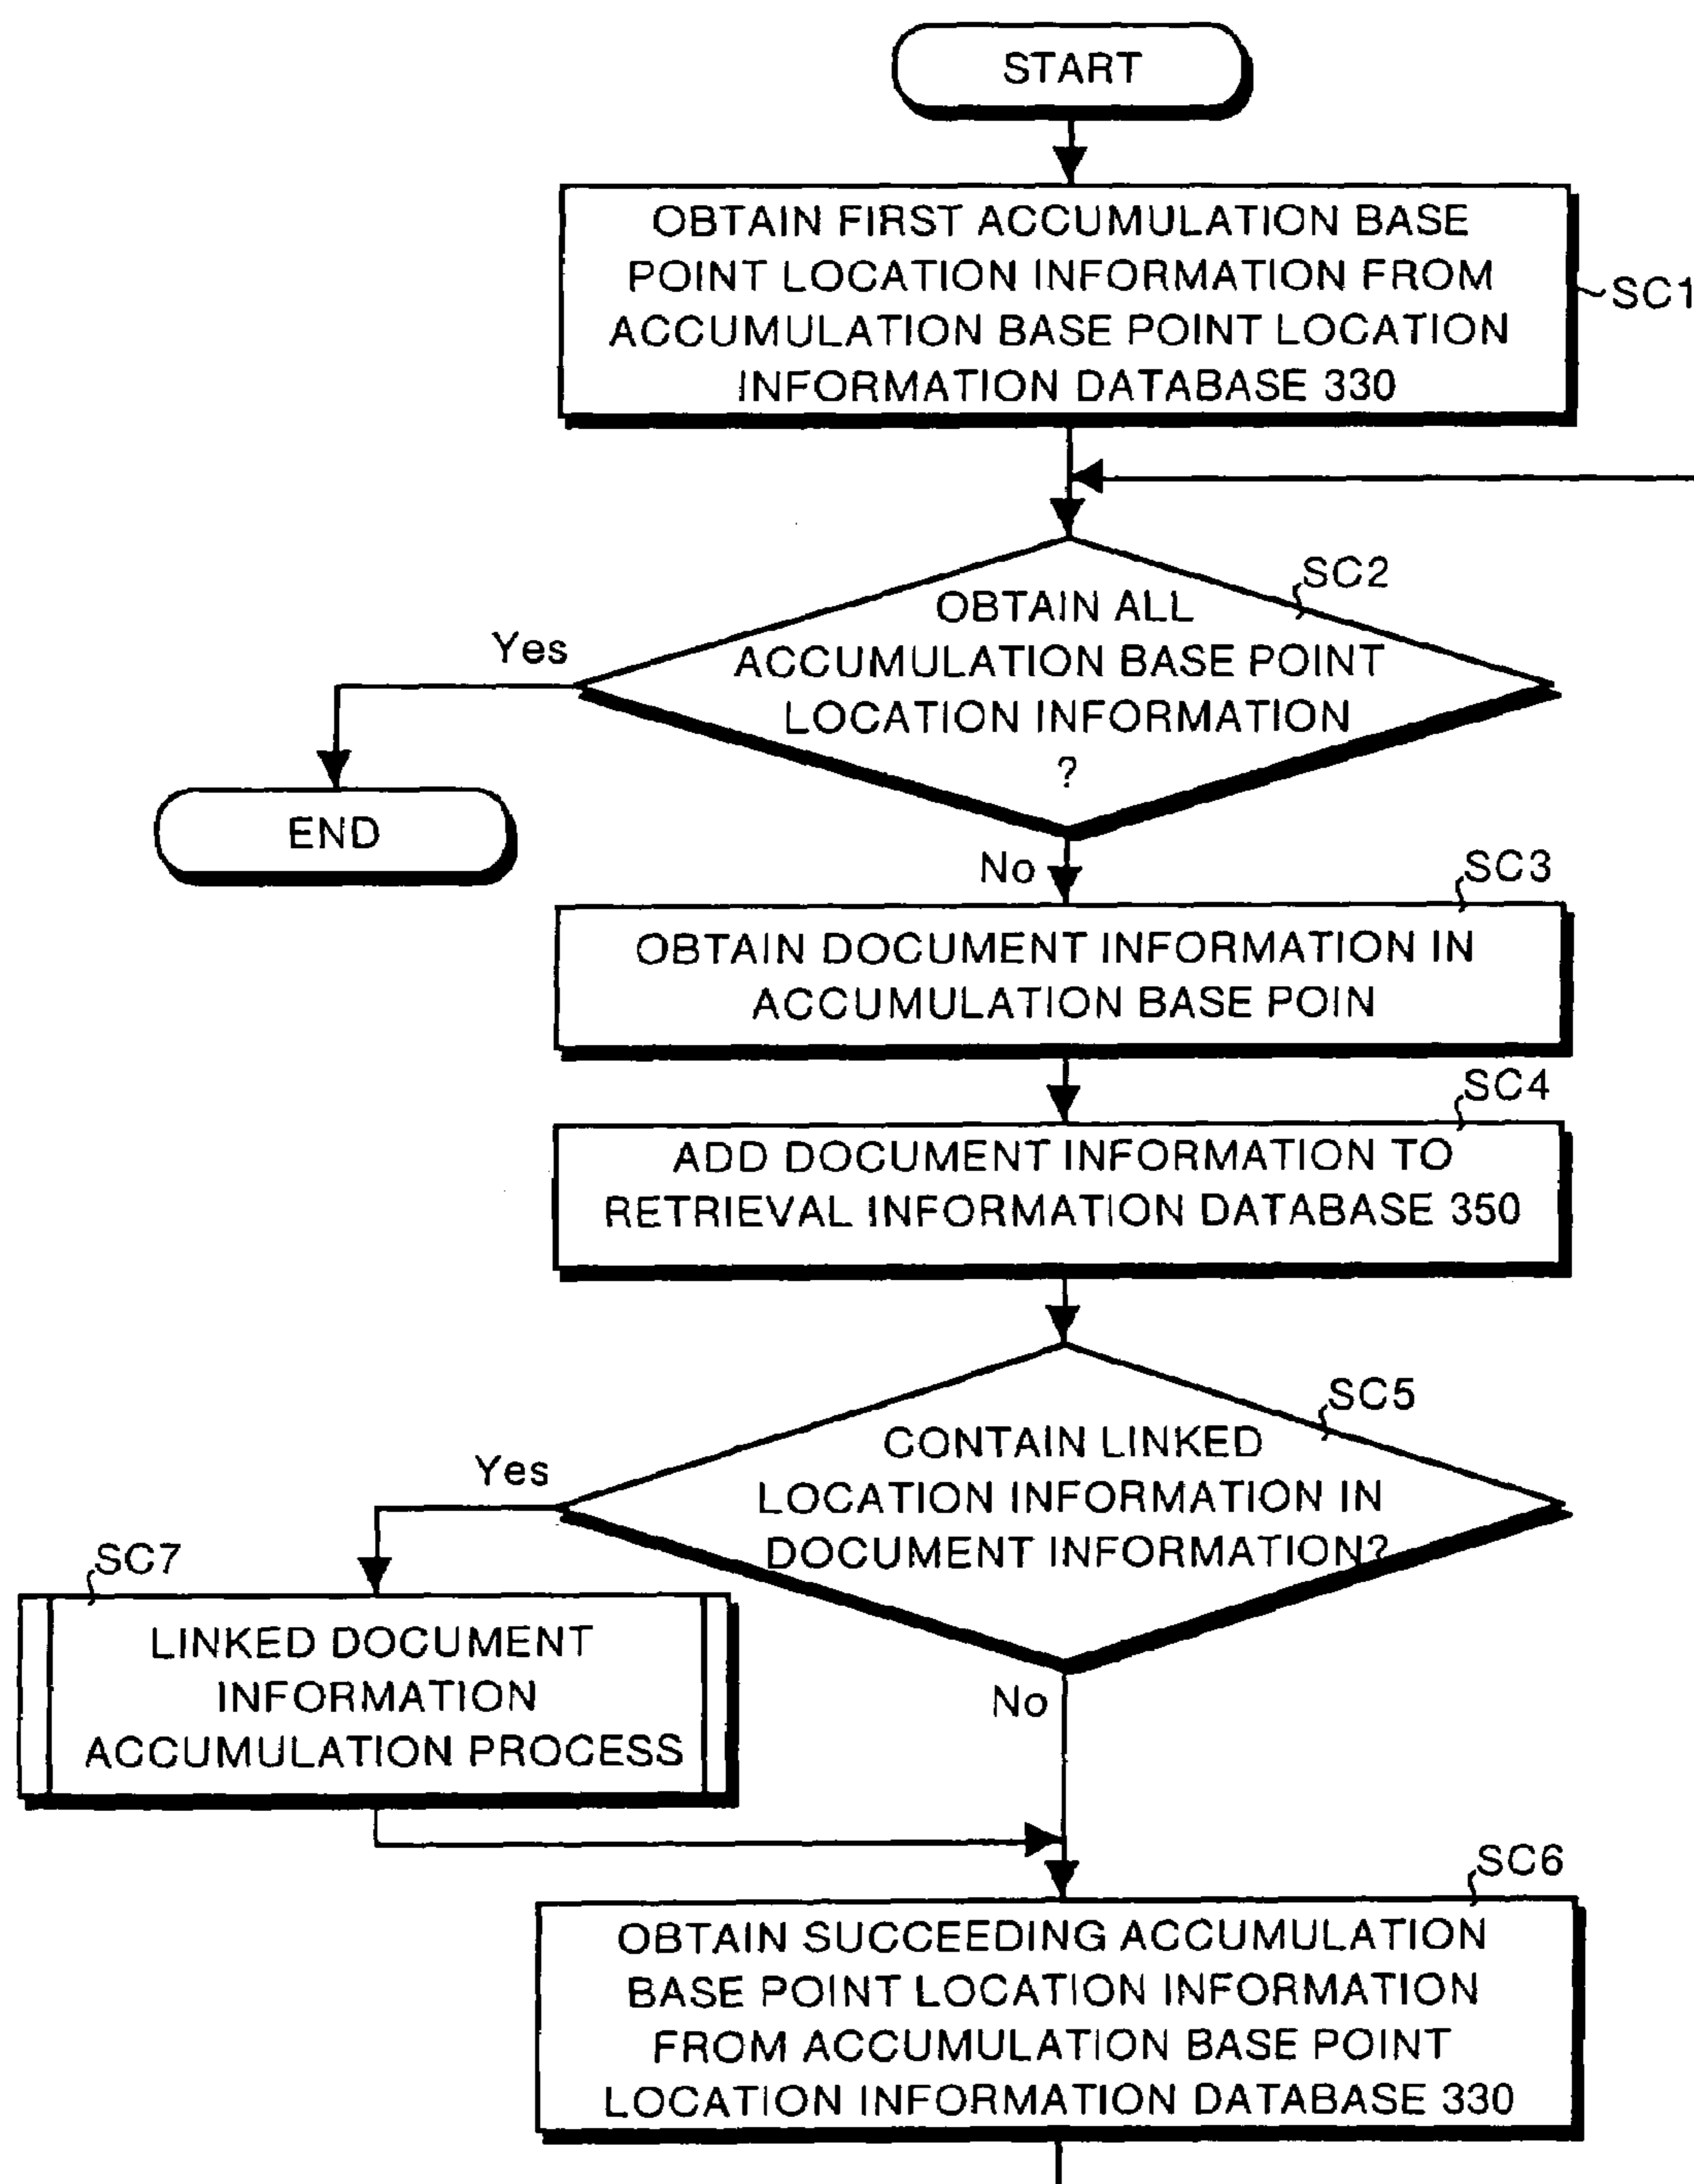 START
OBTAIN FIRST ACCUMULATION BASE
POINT LOCATION INFORMATION FROM
ACCUMULATION BASE POINT LOCATION
INFORMATION DATABASE 330
SC1
SC2
OBTAIN ALL
ACCUMULATION BASE POINT
LOCATION INFORMATION
?
Yes
END
No
SC3
OBTAIN DOCUMENT INFORMATION IN
ACCUMULATION BASE POIN
SC4
ADD DOCUMENT INFORMATION TO
RETRIEVAL INFORMATION DATABASE 350
SC5
CONTAIN LINKED
LOCATION INFORMATION IN
DOCUMENT INFORMATION?
Yes
SC7
LINKED DOCUMENT
INFORMATION
ACCUMULATION PROCESS
No
SC6
OBTAIN SUCCEEDING ACCUMULATION
BASE POINT LOCATION INFORMATION
FROM ACCUMULATION BASE POINT
LOCATION INFORMATION DATABASE 330